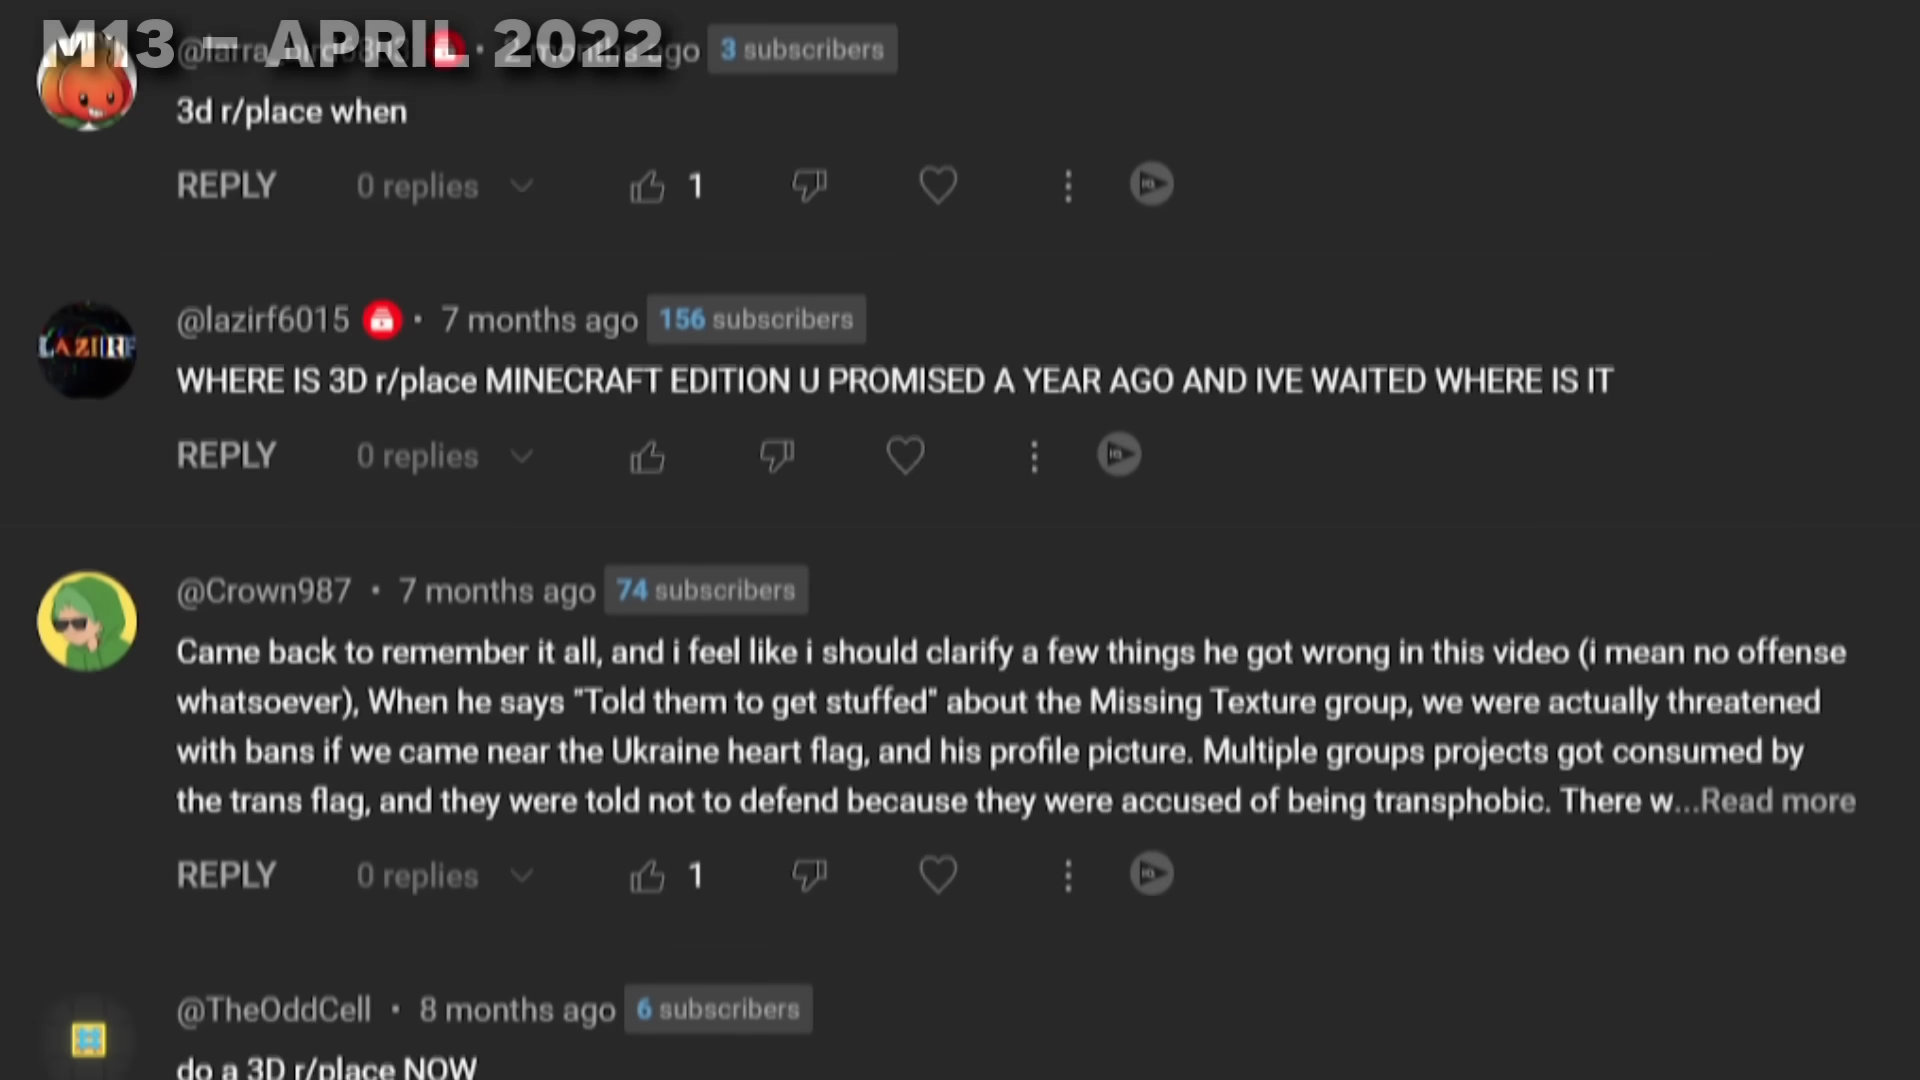 M13 – APRIL 2022
months ago 3 subscribers
3d r/place when
REPLY 0 replies 1
LAZIRF
@lazirf6015 · 7 months ago 156 subscribers
WHERE IS 3D r/place MINECRAFT EDITION U PROMISED A YEAR AGO AND IVE WAITED WHERE IS IT
REPLY 0 replies
@Crown987 · 7 months ago 74 subscribers
Came back to remember it all, and i feel like i should clarify a few things he got wrong in this video (i mean no offense
whatsoever), When he says "Told them to get stuffed" about the Missing Texture group, we were actually threatened
with bans if we came near the Ukraine heart flag, and his profile picture. Multiple groups projects got consumed by
the trans flag, and they were told not to defend because they were accused of being transphobic. There w...Read more
REPLY 0 replies 1
@TheOddCell · 8 months ago 6 subscribers
do a 3D r/place NOW